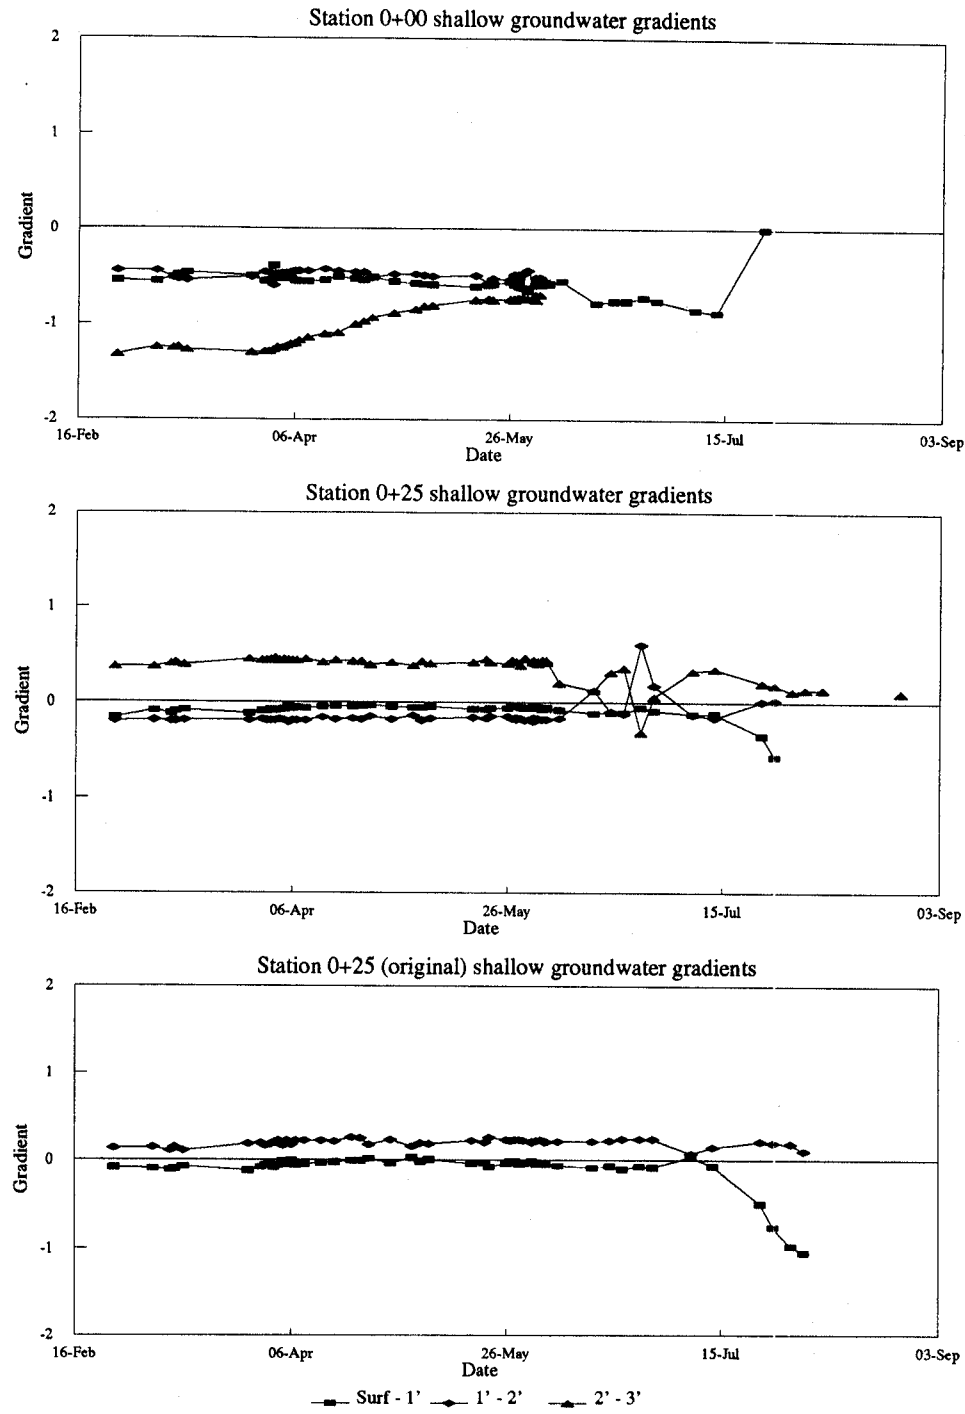 Station 0+00 shallow groundwater gradients
2
1
0
-1
-2
Gradient
16-Feb 06-Apr 26-May 15-Jul 03-Sep
Date
Station 0+25 shallow groundwater gradients
2
1
0
-1
-2
Gradient
16-Feb 06-Apr 26-May 15-Jul 03-Sep
Date
Station 0+25 (original) shallow groundwater gradients
2
1
0
-1
-2
Gradient
16-Feb 06-Apr 26-May 15-Jul 03-Sep
Date
Surf - 1' 1' - 2' 2' - 3'